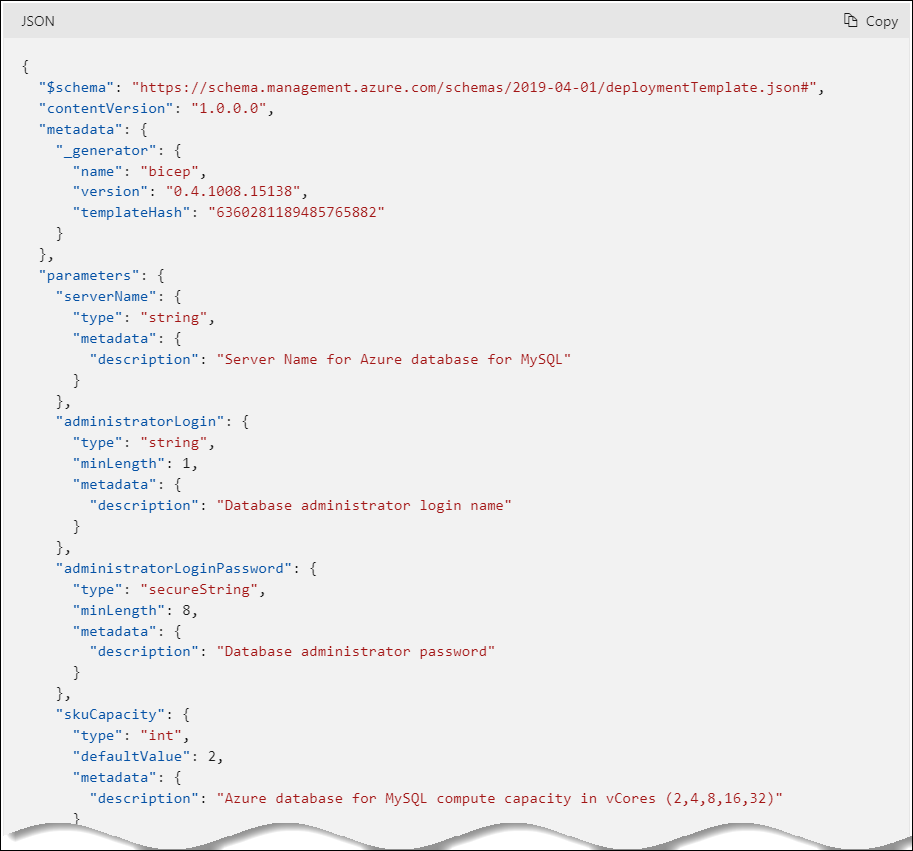 JSON
Copy
{
  "$schema": "https://schema.management.azure.com/schemas/2019-04-01/deploymentTemplate.json#",
  "contentVersion": "1.0.0.0",
  "metadata": {
    "_generator": {
      "name": "bicep",
      "version": "0.4.1008.15138",
      "templateHash": "6360281189485765882"
    }
  },
  "parameters": {
    "serverName": {
      "type": "string",
      "metadata": {
        "description": "Server Name for Azure database for MySQL"
      }
    },
    "administratorLogin": {
      "type": "string",
      "minLength": 1,
      "metadata": {
        "description": "Database administrator login name"
      }
    },
    "administratorLoginPassword": {
      "type": "secureString",
      "minLength": 8,
      "metadata": {
        "description": "Database administrator password"
      }
    },
    "skuCapacity": {
      "type": "int",
      "defaultValue": 2,
      "metadata": {
        "description": "Azure database for MySQL compute capacity in vCores (2,4,8,16,32)"
      }